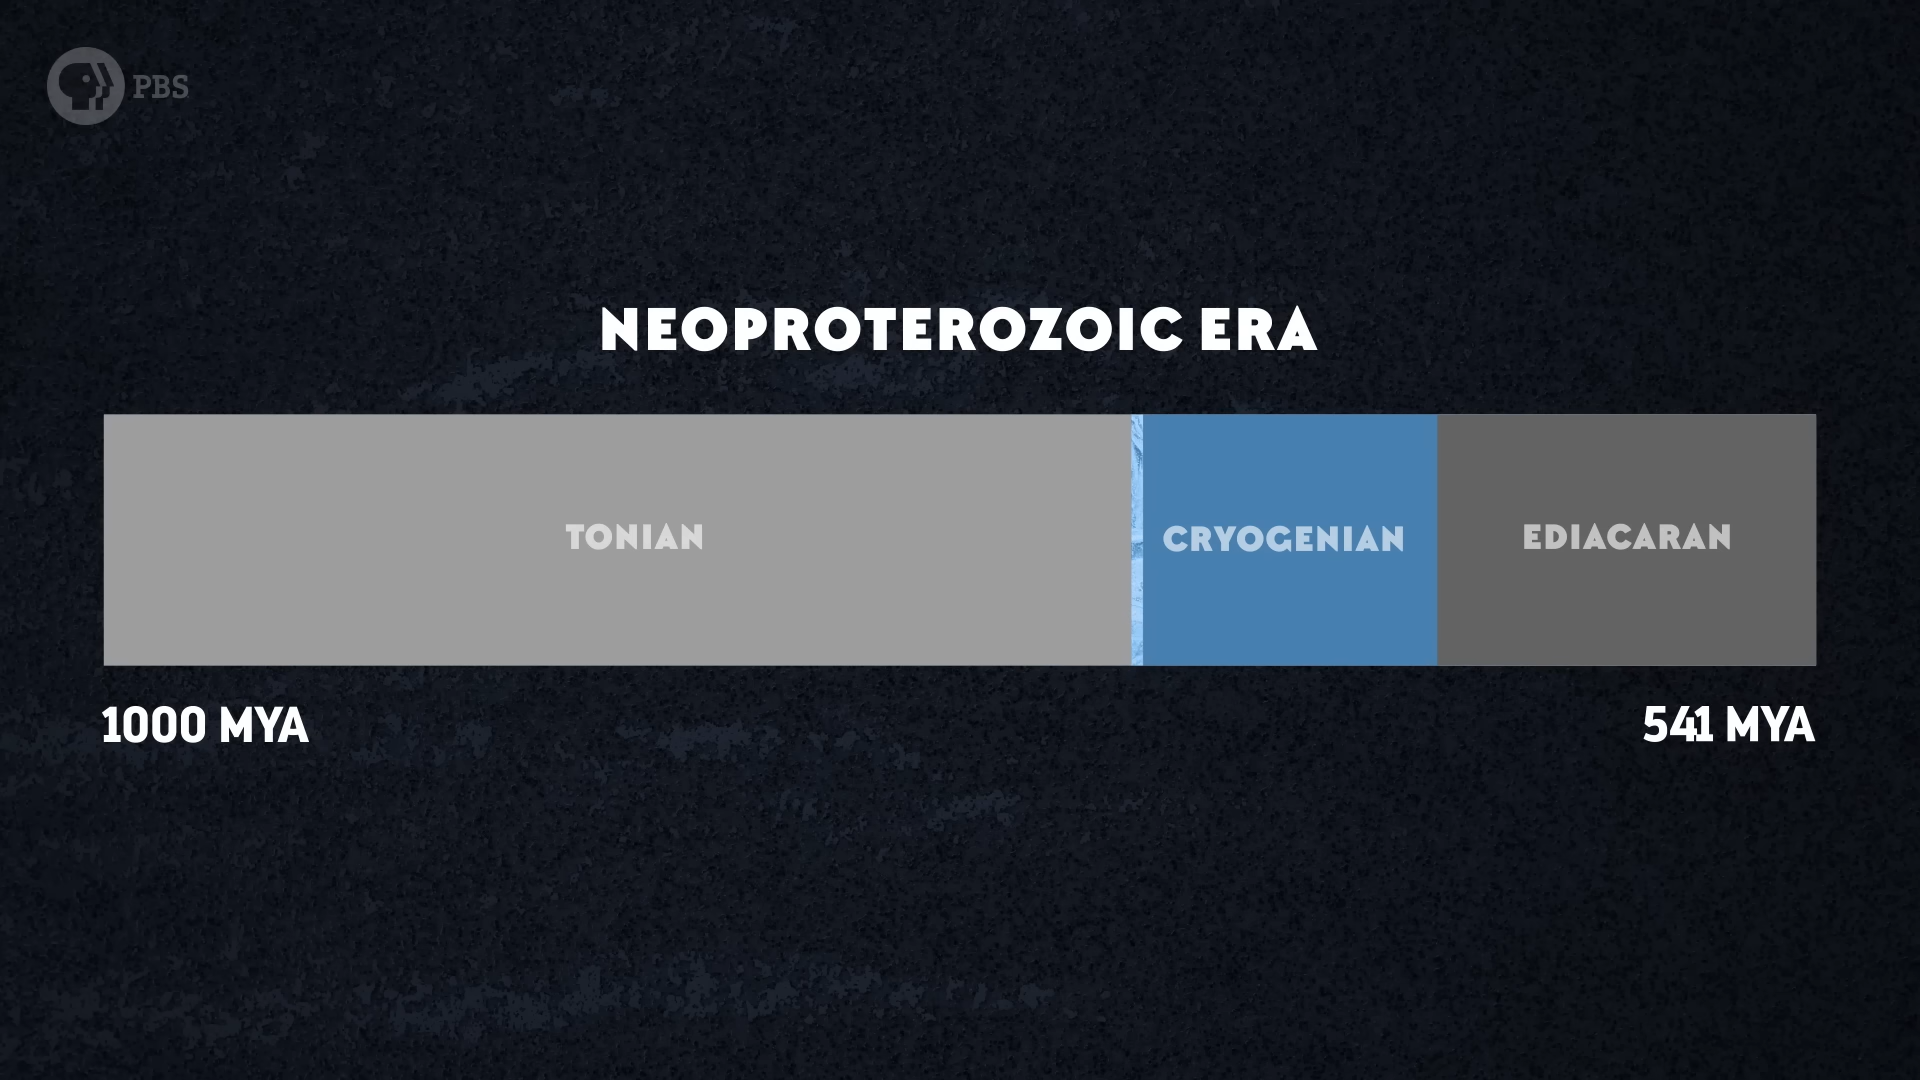 PBS
NEOPROTEROZOIC ERA
TONIAN
CRYOGENIAN
EDIACARAN
1000 MYA
541 MYA